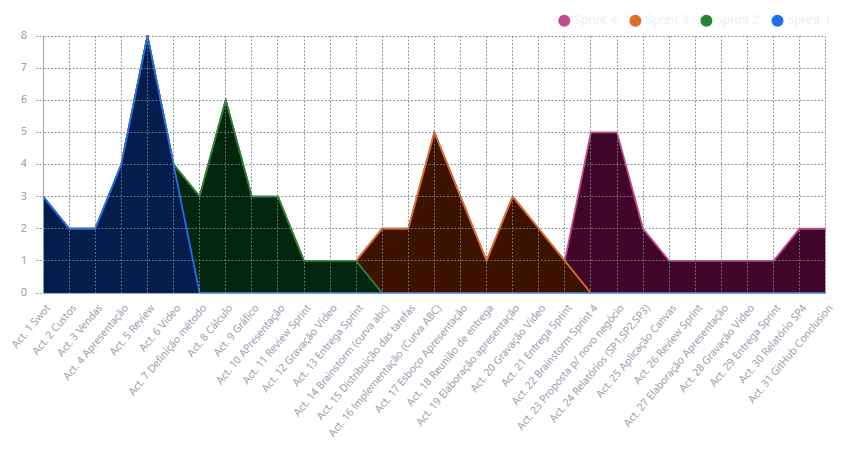 Sprint 4 Sprint 3 Sprint 2 Sprint 1
8
7
6
5
4
3
2
1
0
Act. 1 Swot
Act. 2 Custos
Act. 3 Vendas
Act. 4 Apresentação
Act. 5 Review
Act. 6 Vídeo
Act. 7 Definição método
Act. 8 Cálculo
Act. 9 Gráfico
Act. 10 APresentação
Act. 11 Review Sprint
Act. 12 Gravação Vídeo
Act. 13 Entrega Sprint
Act. 14 Brainstorm (curva abc)
Act. 15 Distribuição das tarefas
Act. 16 Implementação (Curva ABC)
Act. 17 Esboço Apresentação
Act. 18 Reunião de entrega
Act. 19 Elaboração apresentação
Act. 20 Gravação Vídeo
Act. 21 Entrega Sprint
Act. 22 Brainstorm Sprint 4
Act. 23 Proposta p/ novo negócio
Act. 24 Relatórios (SP1,SP2,SP3)
Act. 25 Aplicação Canvas
Act. 26 Review Sprint
Act. 27 Elaboração Apresentação
Act. 28 Gravação Vídeo
Act. 29 Entrega Sprint
Act. 30 Relatório SP4
Act. 31 GitHub Conclusion